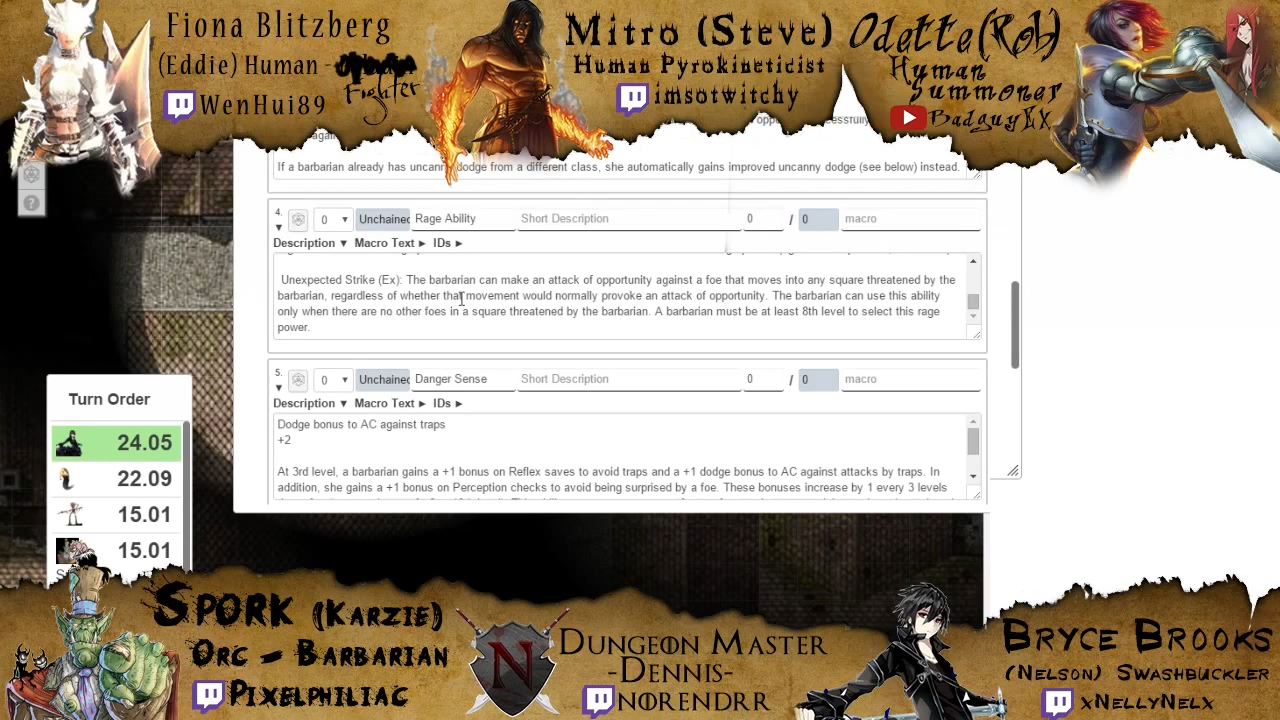 Fiona Blitzberg
(Eddie) Human -
Fighter
WenHui89
Mitro (Steve)
Human Pyrokineticist
imsotwitchy
Odette (Rob)
Human
Summoner
BadguyEX
If a barbarian already has uncanny dodge from a different class, she automatically gains improved uncanny dodge (see below) instead.
4.
0
Unchained
Rage Ability
Short Description
0
/
0
macro
Description ▼ Macro Text ► IDs ►
Unexpected Strike (Ex): The barbarian can make an attack of opportunity against a foe that moves into any square threatened by the
barbarian, regardless of whether that movement would normally provoke an attack of opportunity. The barbarian can use this ability
only when there are no other foes in a square threatened by the barbarian. A barbarian must be at least 8th level to select this rage
power.
5.
0
Unchained
Danger Sense
Short Description
0
/
0
macro
Description ▼ Macro Text ► IDs ►
Dodge bonus to AC against traps
+2
At 3rd level, a barbarian gains a +1 bonus on Reflex saves to avoid traps and a +1 dodge bonus to AC against attacks by traps. In
addition, she gains a +1 bonus on Perception checks to avoid being surprised by a foe. These bonuses increase by 1 every 3 levels
Turn Order
24.05
22.09
15.01
15.01
Spork (Karzie)
Orc - Barbarian
Pixelphiliac
N
Dungeon Master
-Dennis-
norendrr
Bryce Brooks
(Nelson) Swashbuckler
xNellyNelx